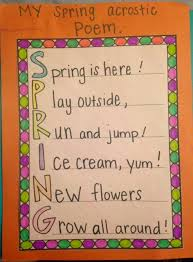 MY Spring acrostic
Poem.
Spring is here!
Play outside,
Run and jump!
Ice cream, yum!
New flowers
Grow all around!